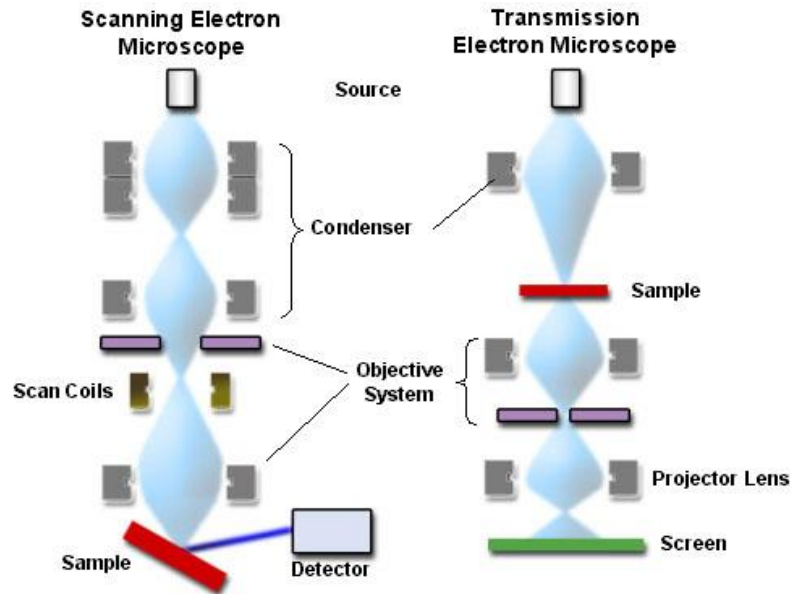 Scanning Electron
Microscope
Transmission
Electron Microscope
Source
Condenser
Sample
Objective
System
Scan Coils
Projector Lens
Sample
Detector
Screen